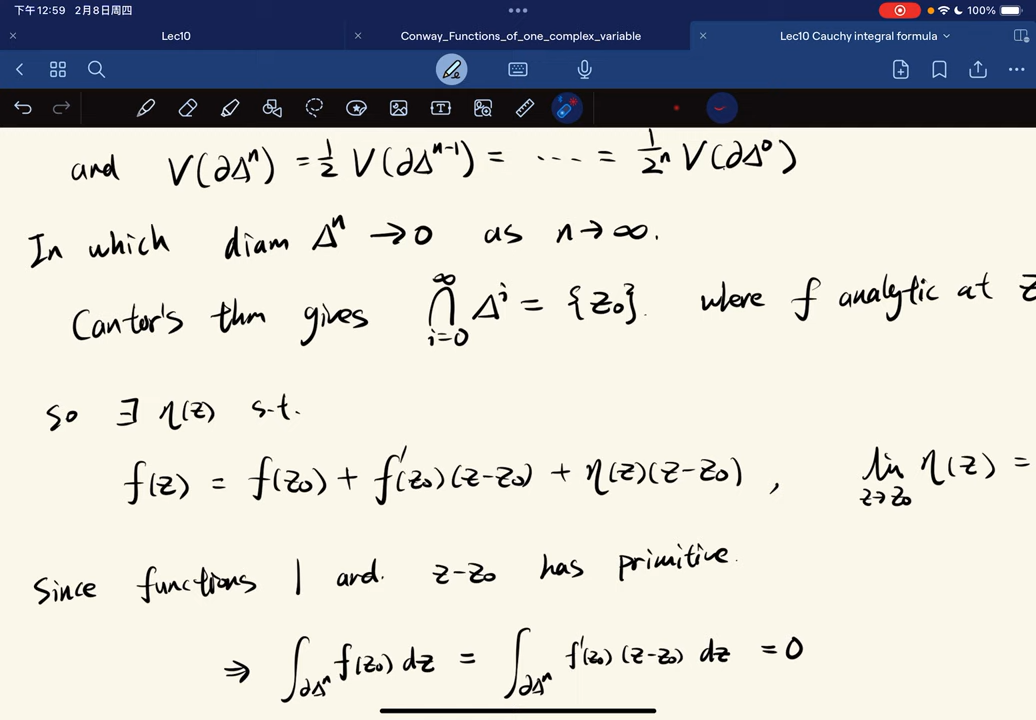 下午12:59 2月8日周四 100%
Lec10 Conway_Functions_of_one_complex_variable Lec10 Cauchy integral formula
and V(∂Δⁿ) = 1/2 V(∂Δⁿ⁻¹) = ⋯ = 1/2ⁿ V(∂Δ⁰)
In which diam Δⁿ → 0 as n → ∞.
Cantor's thm gives ⋂_{i=0}^{∞} Δⁱ = {z₀}. where f analytic at z
so ∃ η(z) s.t.
f(z) = f(z₀) + f'(z₀)(z-z₀) + η(z)(z-z₀) , lim_{z→z₀} η(z) =
Since functions 1 and. z-z₀ has primitive.
⇒ ∫_{∂Δⁿ} f(z₀) dz = ∫_{∂Δⁿ} f'(z₀)(z-z₀) dz = 0